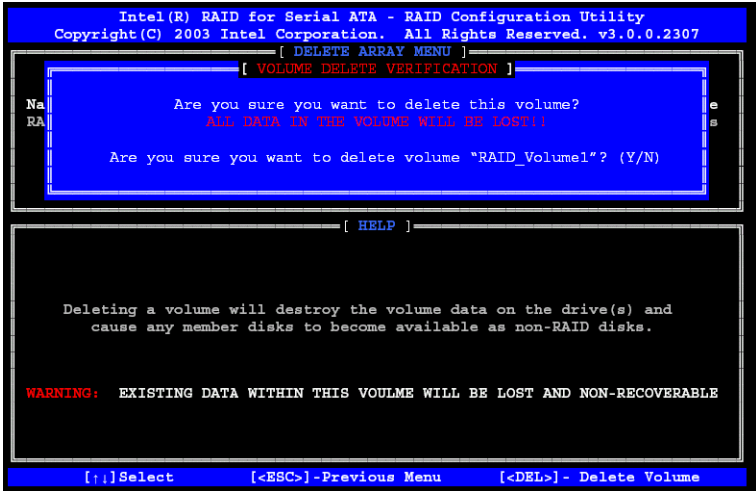 Intel(R) RAID for Serial ATA - RAID Configuration Utility
Copyright(C) 2003 Intel Corporation. All Rights Reserved. v3.0.0.2307
[ DELETE ARRAY MENU ]
[ VOLUME DELETE VERIFICATION ]
Na e
RA s
Are you sure you want to delete this volume?
ALL DATA IN THE VOLUME WILL BE LOST!!
Are you sure you want to delete volume “RAID_Volume1”? (Y/N)
[ HELP ]
Deleting a volume will destroy the volume data on the drive(s) and
cause any member disks to become available as non-RAID disks.
WARNING: EXISTING DATA WITHIN THIS VOULME WILL BE LOST AND NON-RECOVERABLE
[↑↓]Select [<ESC>]-Previous Menu [<DEL>]- Delete Volume